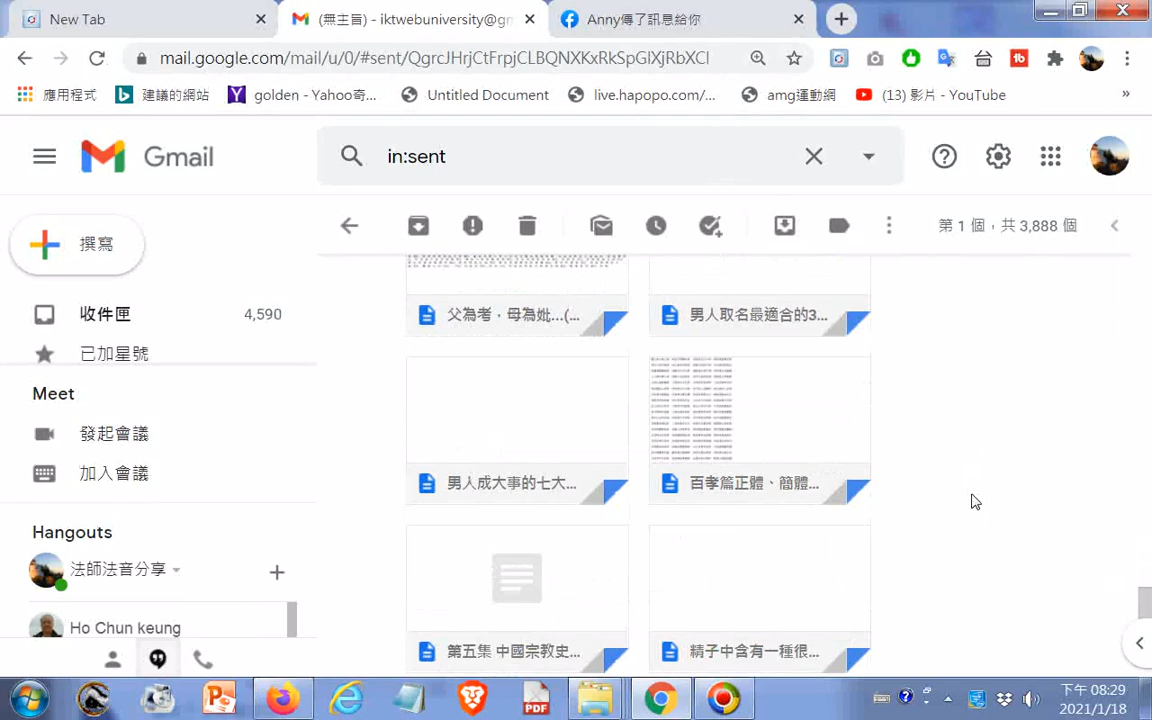 New Tab
(無主旨) - iktwebuniversity@gm
Anny傳了訊息給你
mail.google.com/mail/u/0/#sent/QgrcJHrjCtFrpjCLBQNXKxRkSpGlXjRbXCl
應用程式
建議的網站
golden - Yahoo奇...
Untitled Document
live.hapopo.com/...
amg運動網
(13) 影片 - YouTube
»
Gmail
in:sent
撰寫
第 1 個，共 3,888 個
收件匣 4,590
已加星號
Meet
發起會議
加入會議
Hangouts
法師法音分享
Ho Chun keung
父為考，母為妣...(...
男人取名最適合的3...
男人成大事的七大...
百孝篇正體、簡體...
第五集 中國宗教史...
精子中含有一種很...
PDF
下午 08:29
2021/1/18